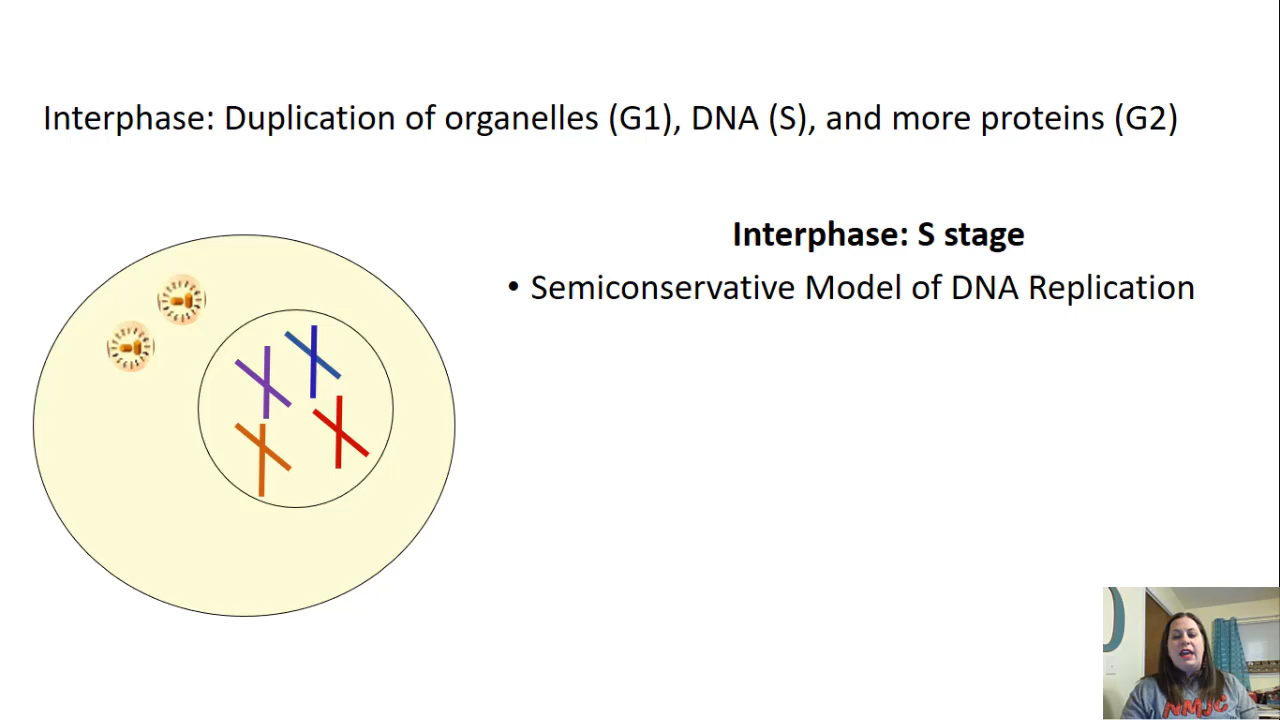 Interphase: Duplication of organelles (G1), DNA (S), and more proteins (G2)
Interphase: S stage
• Semiconservative Model of DNA Replication
NMJC